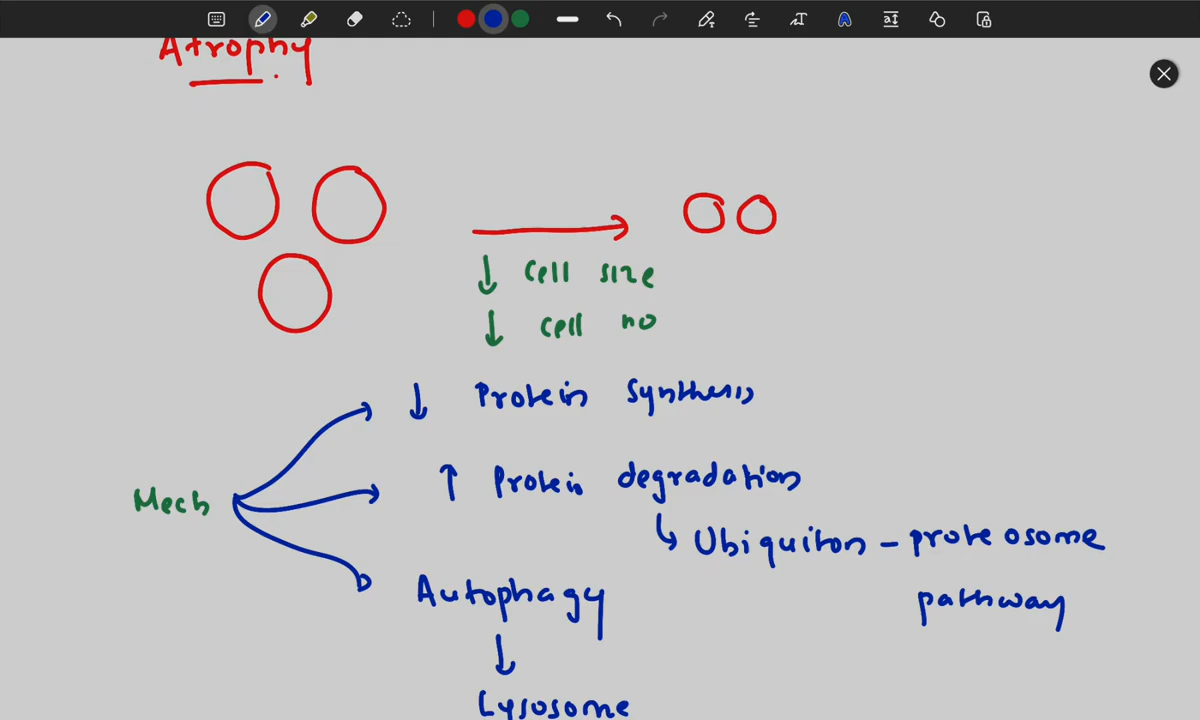 Atrophy
↓ cell size
↓ cell no
↓ Protein synthesis
Mech
↑ Protein degradation
↳ Ubiquiton - proteosome
pathway
Autophagy
↓
Lysosome